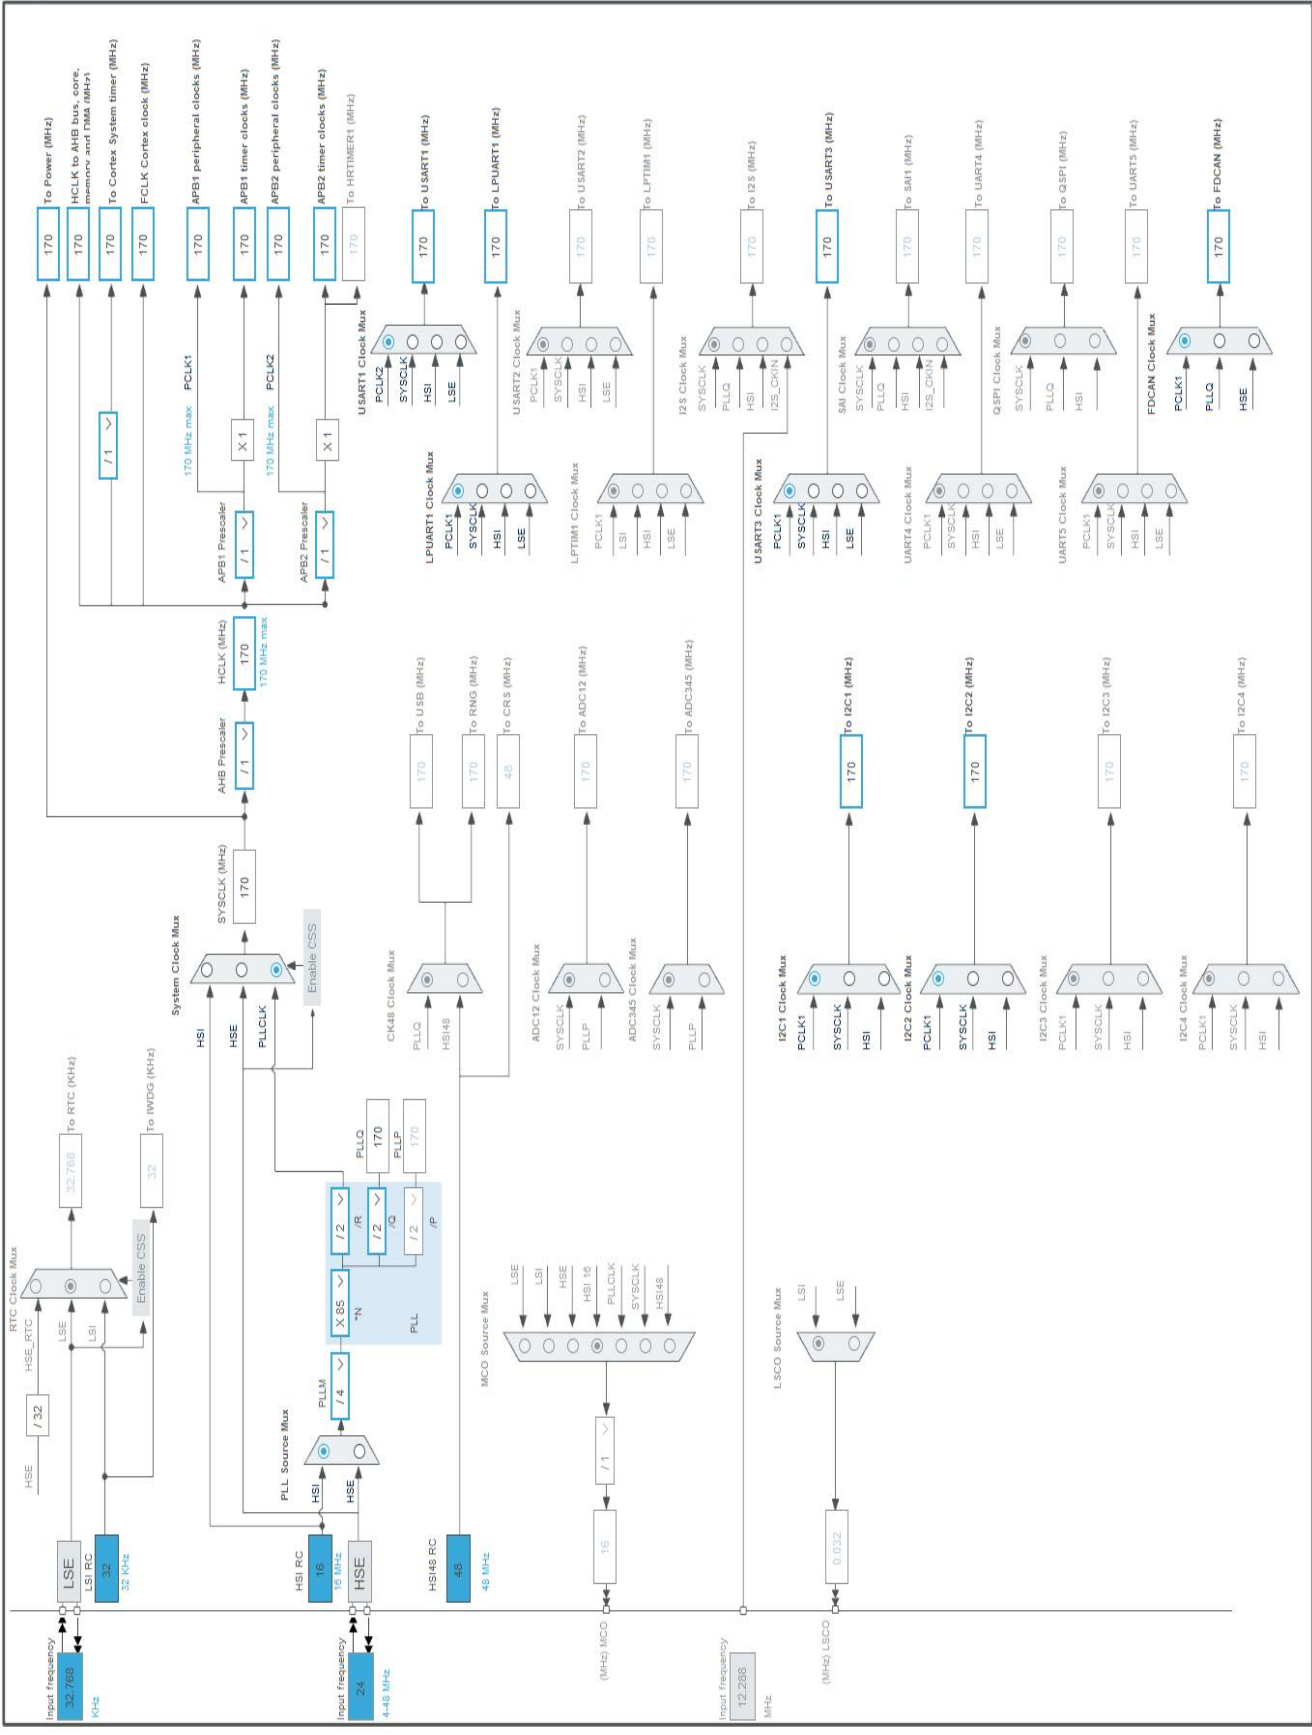 Input frequency
32.768
KHz
LSE
LSI RC
32
32 KHz
HSE
/ 32
HSE_RTC
LSE
LSI
RTC Clock Mux
Enable CSS
32.768
To RTC (KHz)
32
To IWDG (KHz)
Input frequency
24
4-48 MHz
HSI RC
16
16 MHz
HSE
HSI48 RC
48
48 MHz
PLL Source Mux
HSI
HSE
PLLM
/ 4
X 85
*N
PLL
/ 2
/R
/ 2
/Q
/ 2
/P
PLLQ
170
PLLP
170
System Clock Mux
HSI
HSE
PLLCLK
Enable CSS
SYSCLK (MHz)
170
AHB Prescaler
/ 1
HCLK (MHz)
170
170 MHz max
APB1 Prescaler
/ 1
APB2 Prescaler
/ 1
/ 1
170 MHz max
PCLK1
X 1
170 MHz max
PCLK2
X 1
170
To Power (MHz)
170
HCLK to AHB bus, core,
memory and DMA (MHz)
170
To Cortex System timer (MHz)
170
FCLK Cortex clock (MHz)
170
APB1 peripheral clocks (MHz)
170
APB1 timer clocks (MHz)
170
APB2 peripheral clocks (MHz)
170
APB2 timer clocks (MHz)
170
To HRTIMER1 (MHz)
CK48 Clock Mux
PLLQ
HSI48
170
To USB (MHz)
170
To RNG (MHz)
48
To CRS (MHz)
ADC12 Clock Mux
SYSCLK
PLLP
170
To ADC12 (MHz)
ADC345 Clock Mux
SYSCLK
PLLP
170
To ADC345 (MHz)
USART1 Clock Mux
PCLK2
SYSCLK
HSI
LSE
170
To USART1 (MHz)
LPUART1 Clock Mux
PCLK1
SYSCLK
HSI
LSE
170
To LPUART1 (MHz)
USART2 Clock Mux
PCLK1
SYSCLK
HSI
LSE
170
To USART2 (MHz)
LPTIM1 Clock Mux
PCLK1
LSI
HSI
LSE
170
To LPTIM1 (MHz)
I2S Clock Mux
SYSCLK
PLLQ
HSI
I2S_CKIN
170
To I2S (MHz)
USART3 Clock Mux
PCLK1
SYSCLK
HSI
LSE
170
To USART3 (MHz)
SAI Clock Mux
SYSCLK
PLLQ
HSI
I2S_CKIN
170
To SAI1 (MHz)
UART4 Clock Mux
PCLK1
SYSCLK
HSI
LSE
170
To UART4 (MHz)
QSPI Clock Mux
SYSCLK
PLLQ
HSI
170
To QSPI (MHz)
UART5 Clock Mux
PCLK1
SYSCLK
HSI
LSE
170
To UART5 (MHz)
FDCAN Clock Mux
PCLK1
PLLQ
HSE
170
To FDCAN (MHz)
I2C1 Clock Mux
PCLK1
SYSCLK
HSI
170
To I2C1 (MHz)
I2C2 Clock Mux
PCLK1
SYSCLK
HSI
170
To I2C2 (MHz)
I2C3 Clock Mux
PCLK1
SYSCLK
HSI
170
To I2C3 (MHz)
I2C4 Clock Mux
PCLK1
SYSCLK
HSI
170
To I2C4 (MHz)
MCO Source Mux
LSE
LSI
HSE
HSI 16
PLLCLK
SYSCLK
HSI48
/ 1
16
(MHz) MCO
Input frequency
12.288
MHz
LSCO Source Mux
LSI
LSE
0.032
(MHz) LSCO